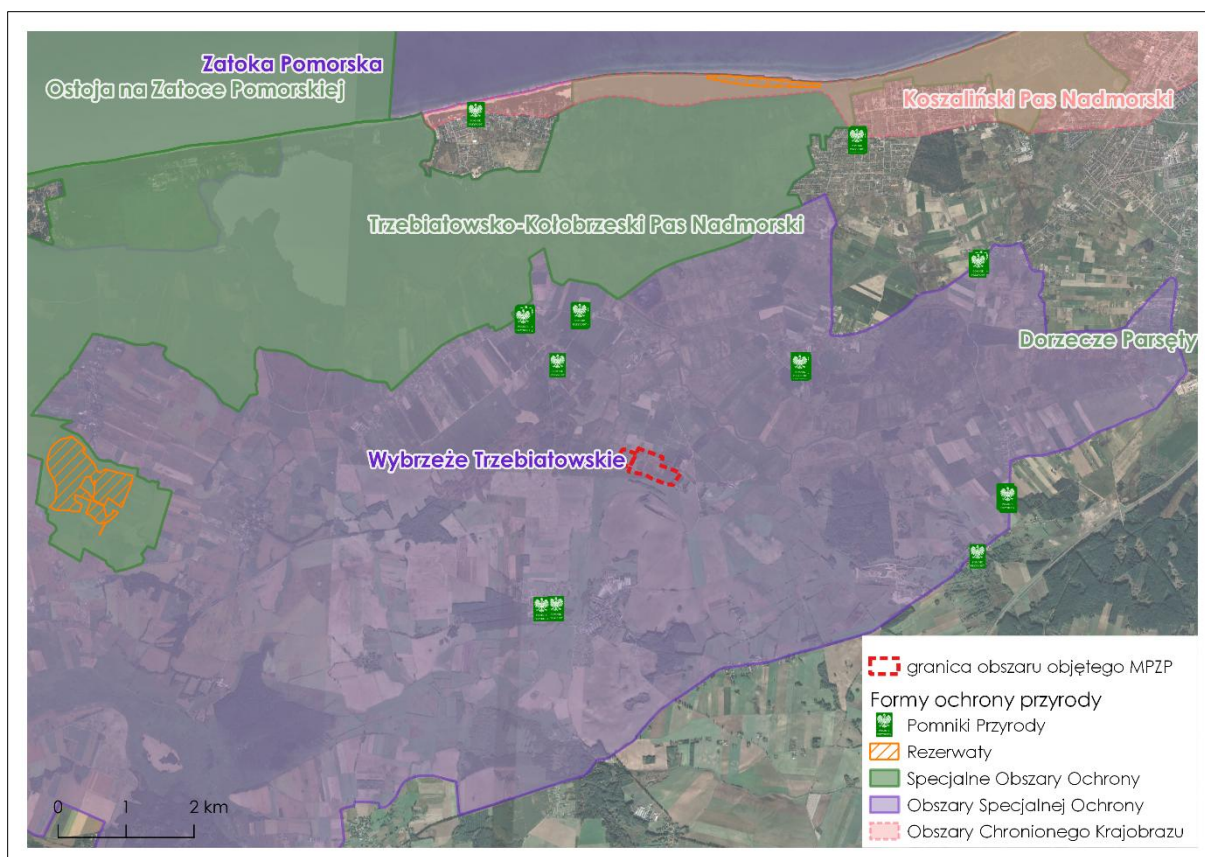 Zatoka Pomorska
Ostoja na Zatoce Pomorskiej
Koszaliński Pas Nadmorski
Trzebiatowsko-Kołobrzeski Pas Nadmorski
Dorzecze Parsęty
Wybrzeże Trzebiatowskie
granica obszaru objętego MPZP
Formy ochrony przyrody
Pomniki Przyrody
Rezerwaty
Specjalne Obszary Ochrony
Obszary Specjalnej Ochrony
Obszary Chronionego Krajobrazu
0 1 2 km